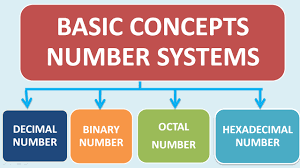 BASIC CONCEPTS
NUMBER SYSTEMS
DECIMAL
NUMBER
BINARY
NUMBER
OCTAL
NUMBER
HEXADECIMAL
NUMBER